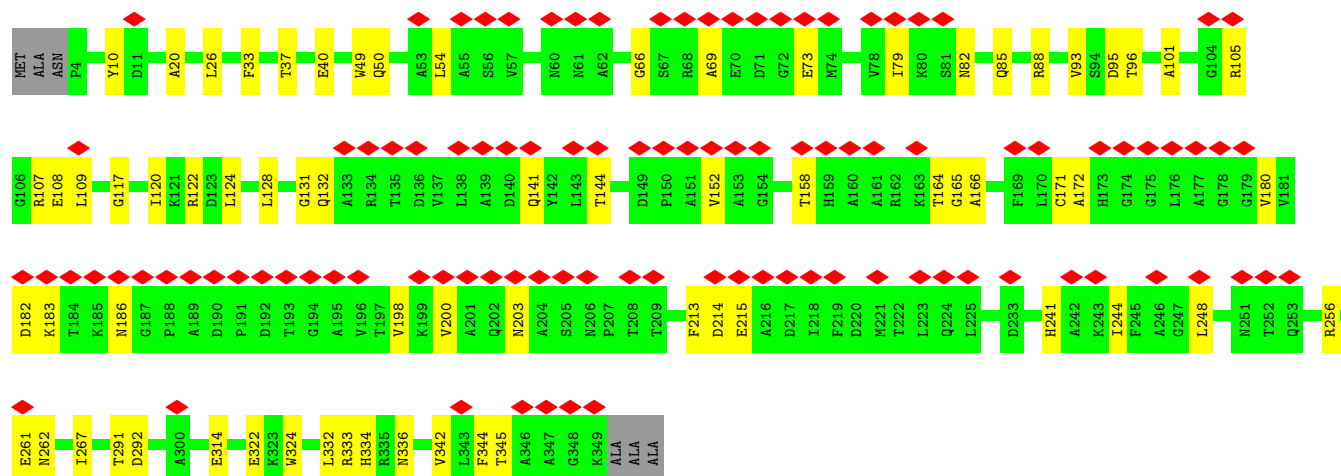 MET ALA ASN P4 Y10 D11 A20 L26 F33 T37 E40 W49 Q50 A53 L54 A55 S56 V57 N60 N61 A62 G66 S67 R68 A69 E70 D71 G72 E73 M74 V78 I79 K80 S81 N82 Q85 R88 V93 S94 D95 T96 A101 G104 R105
G106 R107 E108 L109 G117 I120 K121 R122 D123 L124 L128 G131 Q132 A133 R134 T135 D136 V137 L138 A139 D140 Q141 Y142 L143 T144 D149 P150 A151 V152 A153 G154 T158 H159 A160 A161 R162 K163 T164 G165 A166 F169 L170 C171 A172 H173 G174 G175 L176 A177 G178 G179 V180 V181
D182 K183 T184 K185 N186 G187 P188 A189 D190 P191 D192 T193 G194 A195 V196 T197 V198 K199 V200 A201 Q202 N203 A204 S205 N206 P207 T208 T209 F213 D214 E215 A216 D217 I218 F219 D220 M221 T222 L223 Q224 L225 D233 H241 A242 K243 I244 F245 A246 G247 L248 N251 T252 Q253 R256
E261 N262 I267 T291 D292 A300 E314 E322 K323 W324 L332 R333 H334 R335 N336 V342 L343 F344 T345 A346 A347 G348 K349 ALA ALA ALA